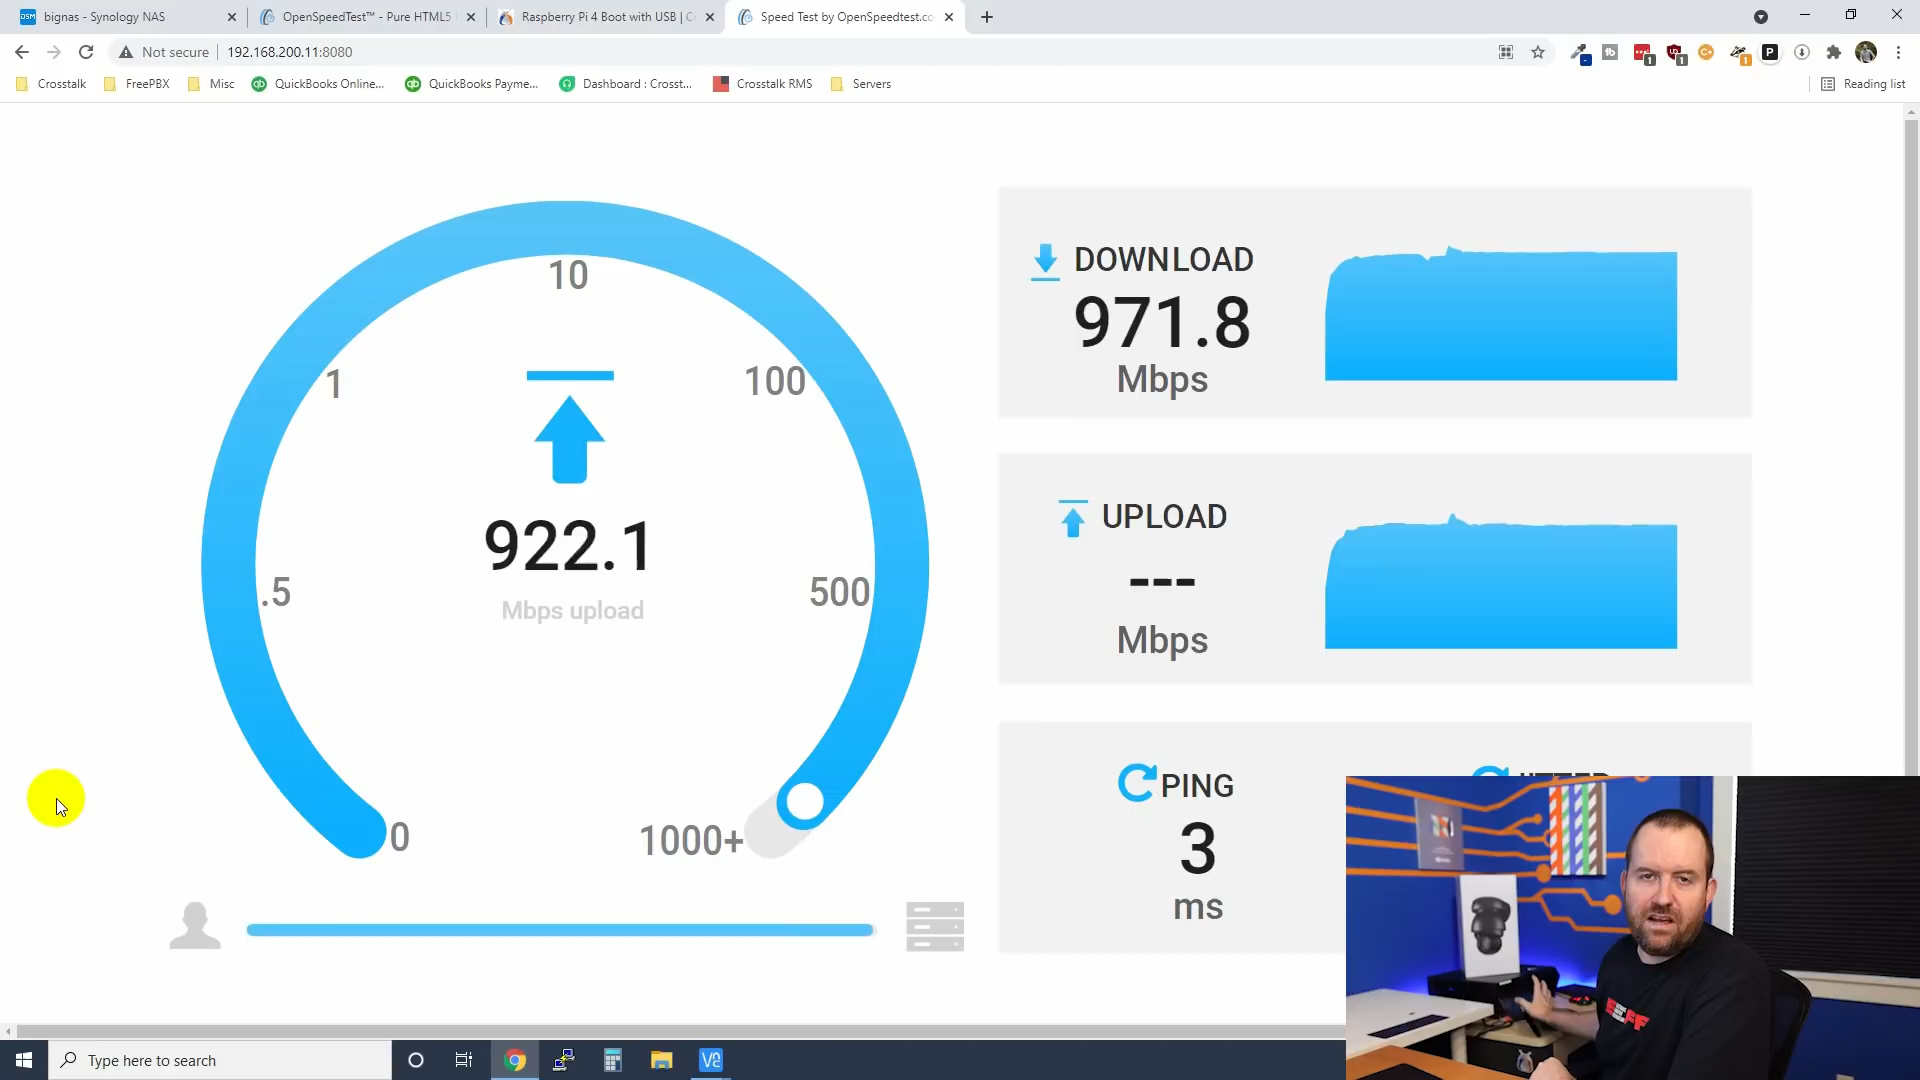 DSM bignas - Synology NAS
OpenSpeedTest™ - Pure HTML5
Raspberry Pi 4 Boot with USB | C
Speed Test by OpenSpeedtest.co
Not secure
192.168.200.11:8080
Crosstalk
FreePBX
Misc
QuickBooks Online...
QuickBooks Payme...
Dashboard : Crosst...
Crosstalk RMS
Servers
Reading list
10
1
100
.5
500
0
1000+
922.1
Mbps upload
DOWNLOAD
971.8
Mbps
UPLOAD
---
Mbps
PING
3
ms
Type here to search